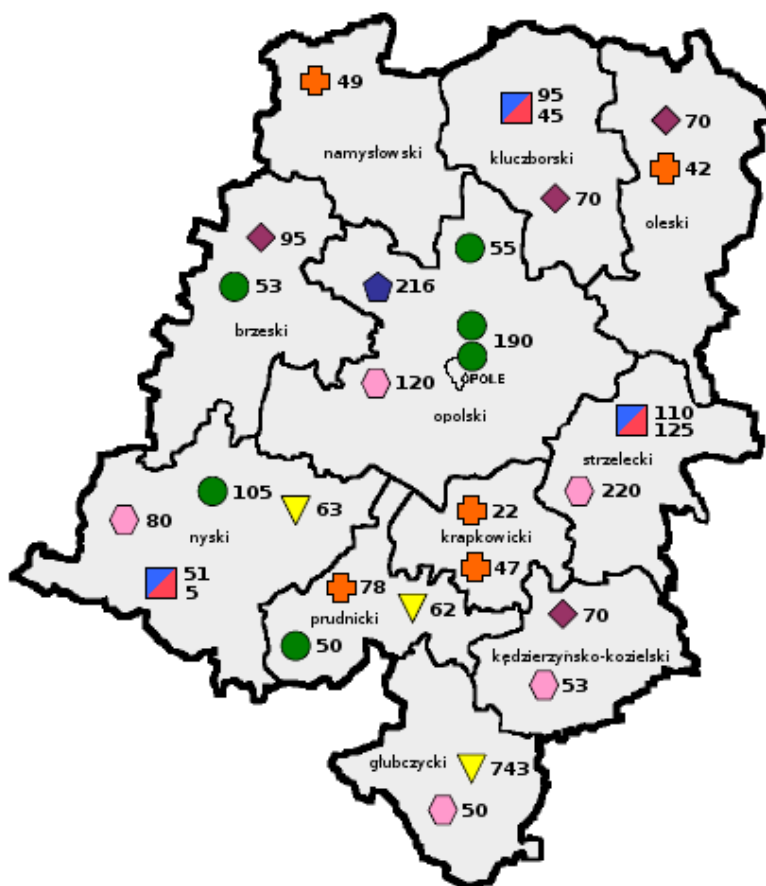 49
95
45
namysłowski
kluczborski
70
42
70
oleski
95
55
53
216
brzeski
190
OPOLE
120
opolski
110
125
strzelecki
220
105
63
80
nyski
22
krapkowicki
51
5
47
78
prudnicki
62
70
50
kędzierzyńsko-kozielski
53
głubczycki
743
50